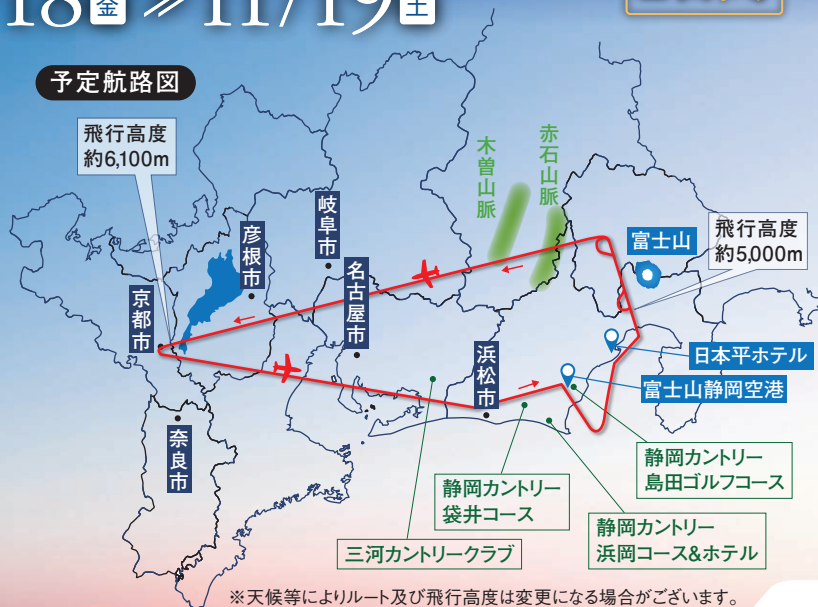 18金≫11/19土
予定航路図
飛行高度
約6,100m
木曽山脈
赤石山脈
岐阜市
彦根市
名古屋市
京都市
富士山
飛行高度
約5,000m
浜松市
日本平ホテル
富士山静岡空港
奈良市
静岡カントリー
島田ゴルフコース
静岡カントリー
袋井コース
静岡カントリー
浜岡コース&ホテル
三河カントリークラブ
※天候等によりルート及び飛行高度は変更になる場合がございます。